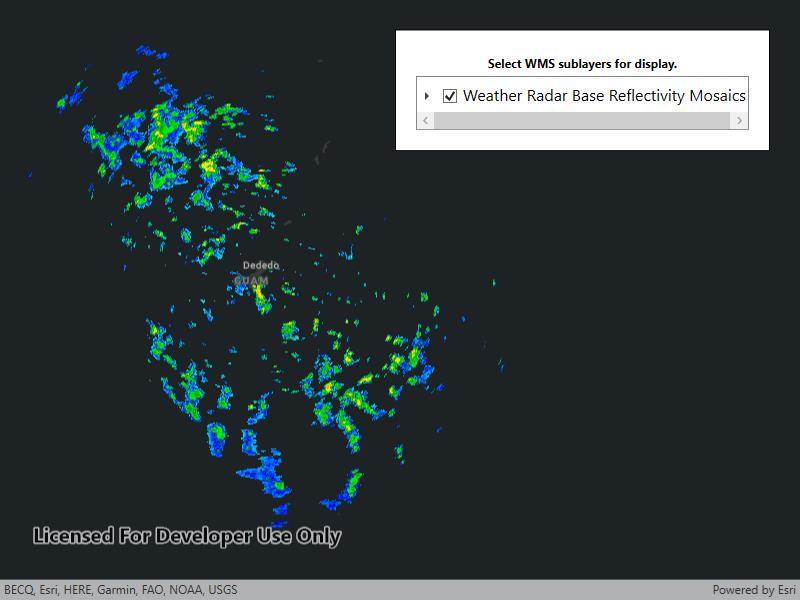 Select WMS sublayers for display.
Weather Radar Base Reflectivity Mosaics
Dededo
GUAM
Licensed For Developer Use Only
BECQ, Esri, HERE, Garmin, FAO, NOAA, USGS
Powered by Esri